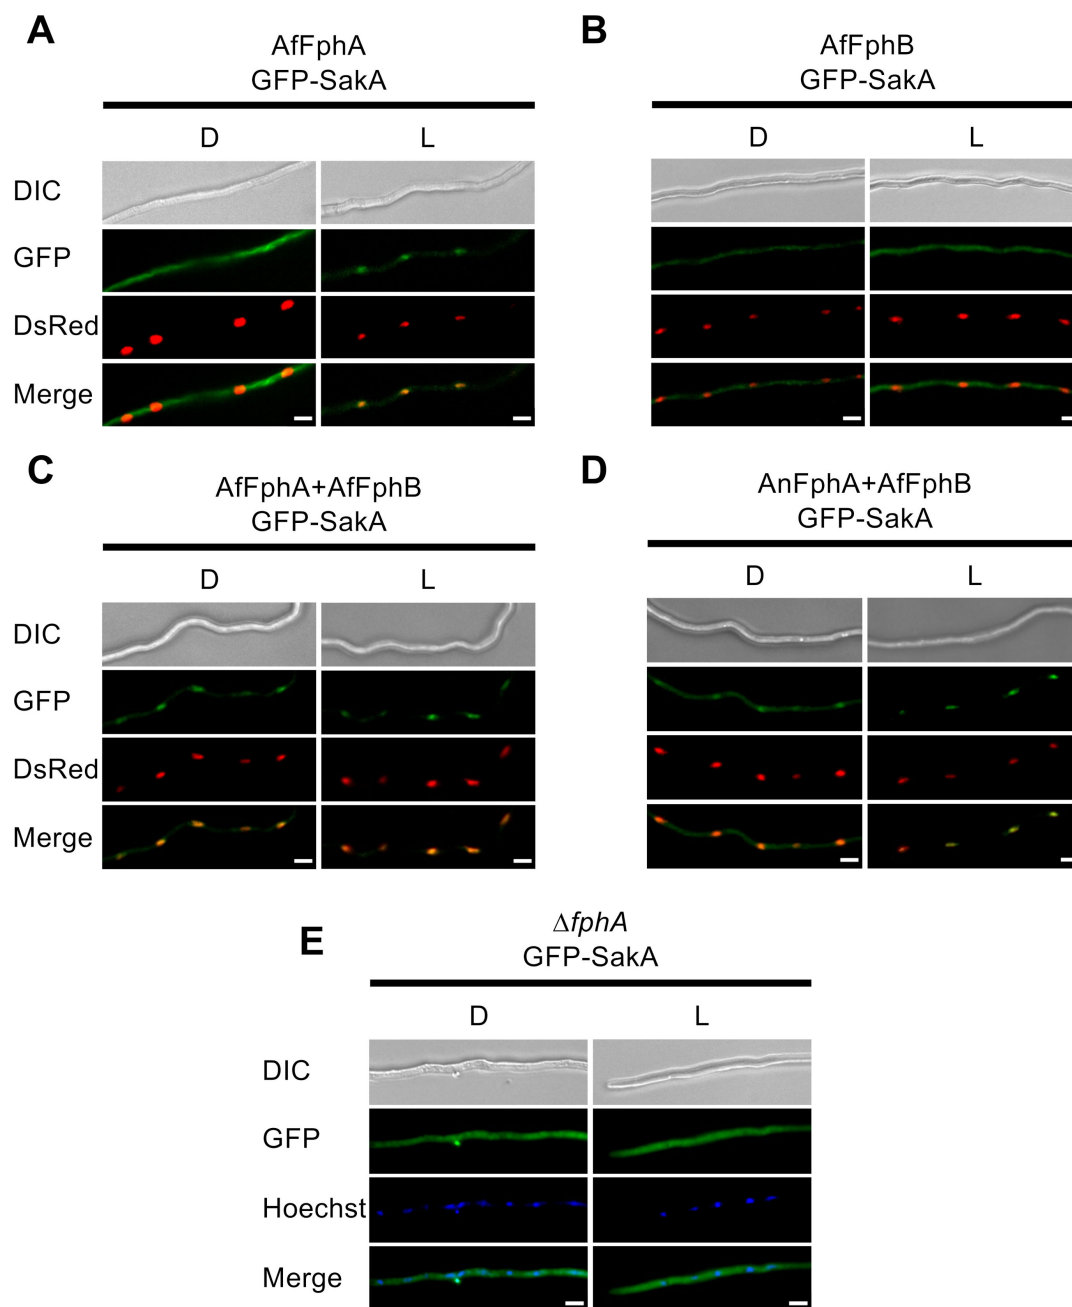 A
AfFphA
GFP-SakA
D
L
DIC
GFP
DsRed
Merge
B
AfFphB
GFP-SakA
D
L
C
AfFphA+AfFphB
GFP-SakA
D
L
DIC
GFP
DsRed
Merge
D
AnFphA+AfFphB
GFP-SakA
D
L
E
ΔfphA
GFP-SakA
D
L
DIC
GFP
Hoechst
Merge